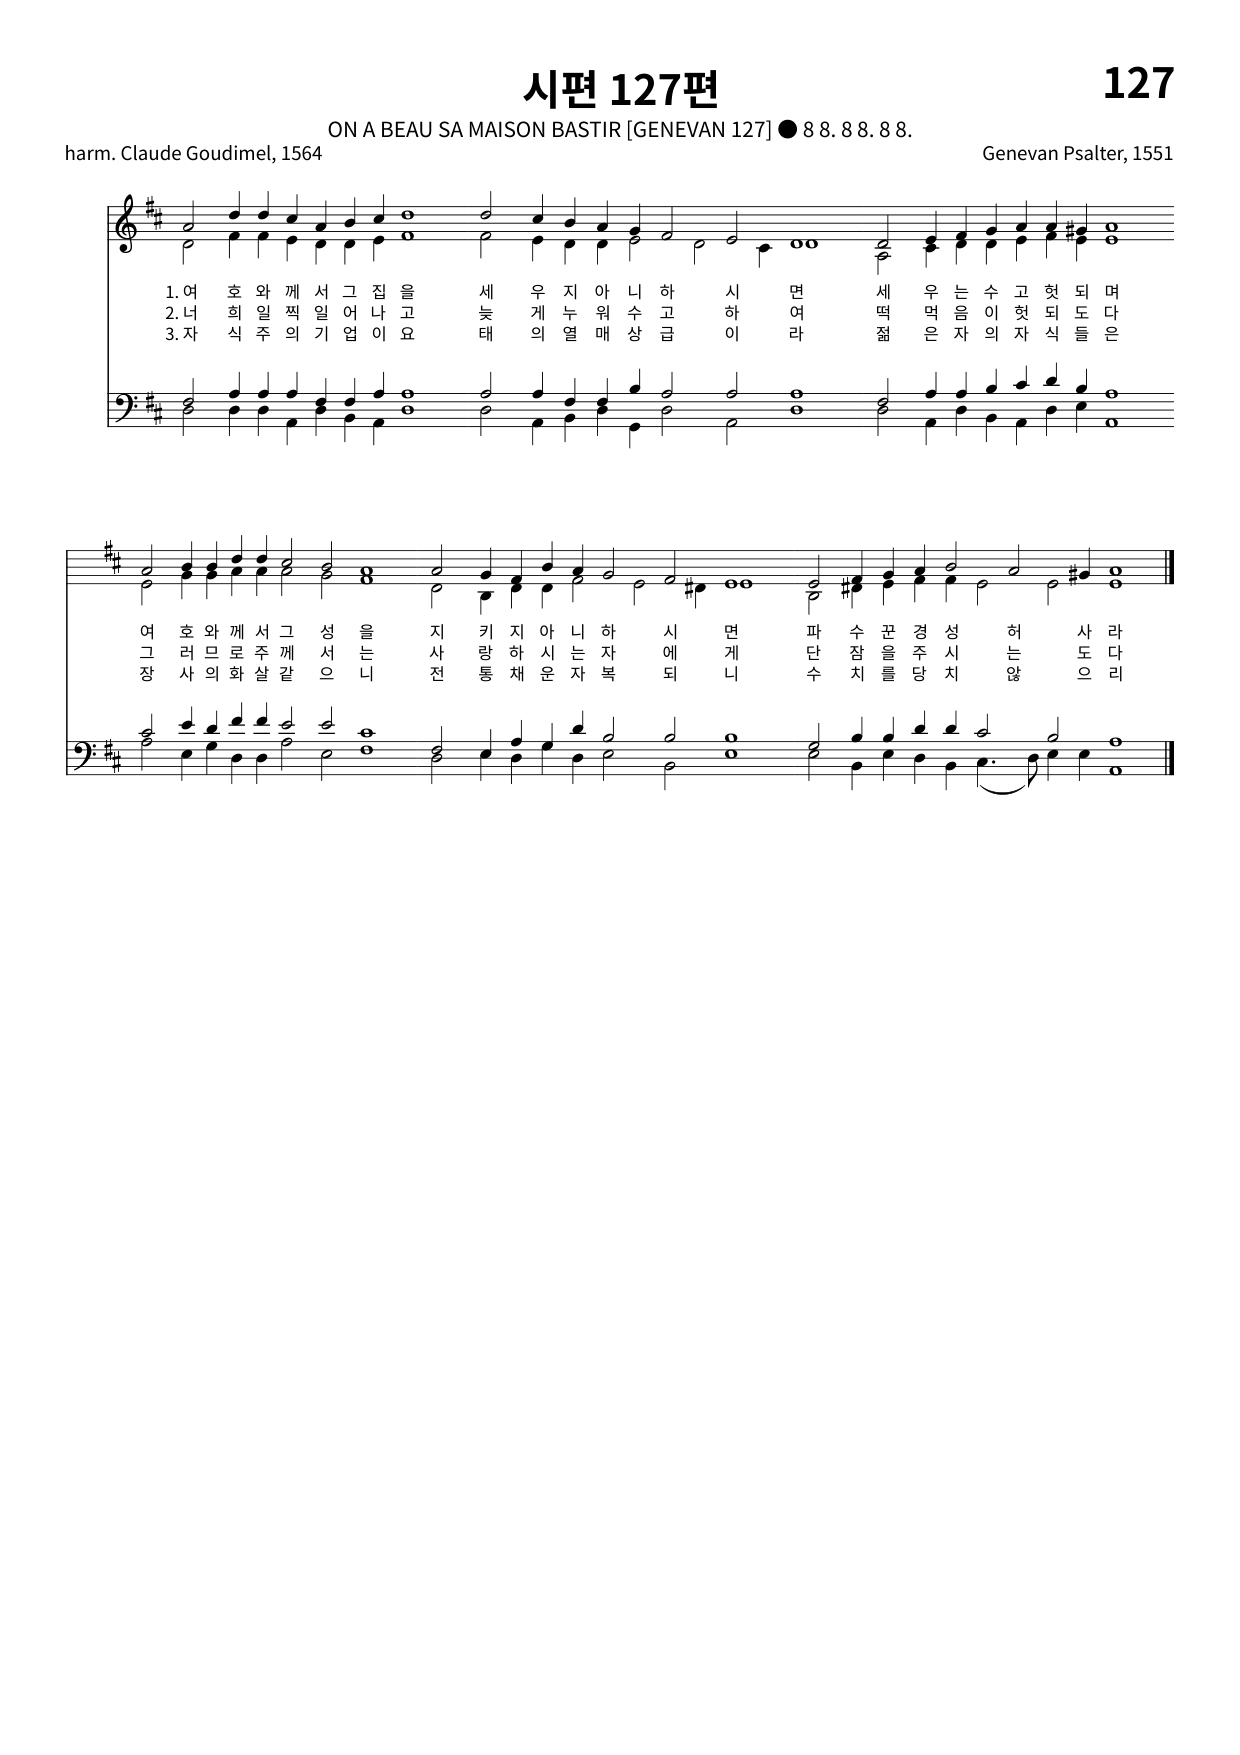 시편 127편
127
ON A BEAU SA MAISON BASTIR [GENEVAN 127] ● 8 8. 8 8. 8 8.
harm. Claude Goudimel, 1564
Genevan Psalter, 1551
1. 여 호 와 께 서 그 집 을 세 우 지 아 니 하 시 면 세 우 는 수 고 헛 되 며
2. 너 희 일 찍 일 어 나 고 늦 게 누 워 수 고 하 여 떡 먹 음 이 헛 되 도 다
3. 자 식 주 의 기 업 이 요 태 의 열 매 상 급 이 라 젊 은 자 의 자 식 들 은
여 호 와 께 서 그 성 을 지 키 지 아 니 하 시 면 파 수 꾼 경 성 허 사 라
그 러 므 로 주 께 서 는 사 랑 하 시 는 자 에 게 단 잠 을 주 시 는 도 다
장 사 의 화 살 같 으 니 전 통 채 운 자 복 되 니 수 치 를 당 치 않 으 리